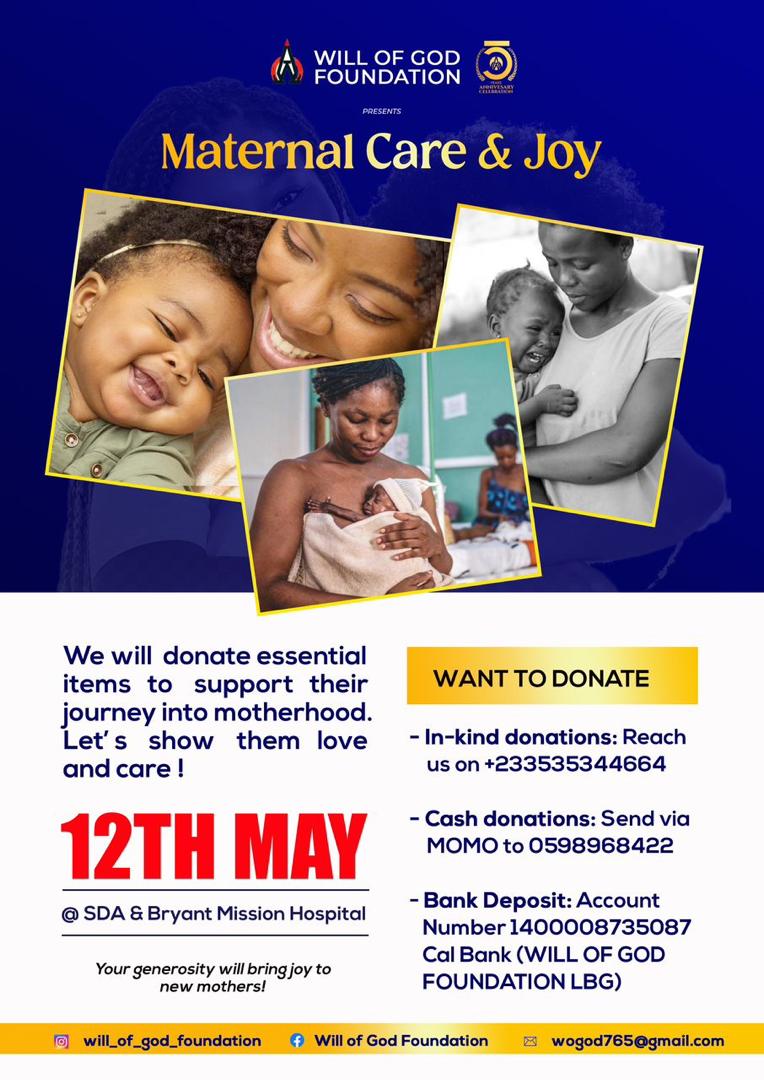 WILL OF GOD
FOUNDATION
5
YEARS
ANNIVESARY
CELEBRATION
PRESENTS
Maternal Care & Joy
We will donate essential
items to support their
journey into motherhood.
Let's show them love
and care !
12TH MAY
@ SDA & Bryant Mission Hospital
Your generosity will bring joy to
new mothers!
WANT TO DONATE
- In-kind donations: Reach
us on +233535344664
- Cash donations: Send via
MOMO to 0598968422
- Bank Deposit: Account
Number 1400008735087
Cal Bank (WILL OF GOD
FOUNDATION LBG)
will_of_god_foundation
Will of God Foundation
wogod765@gmail.com